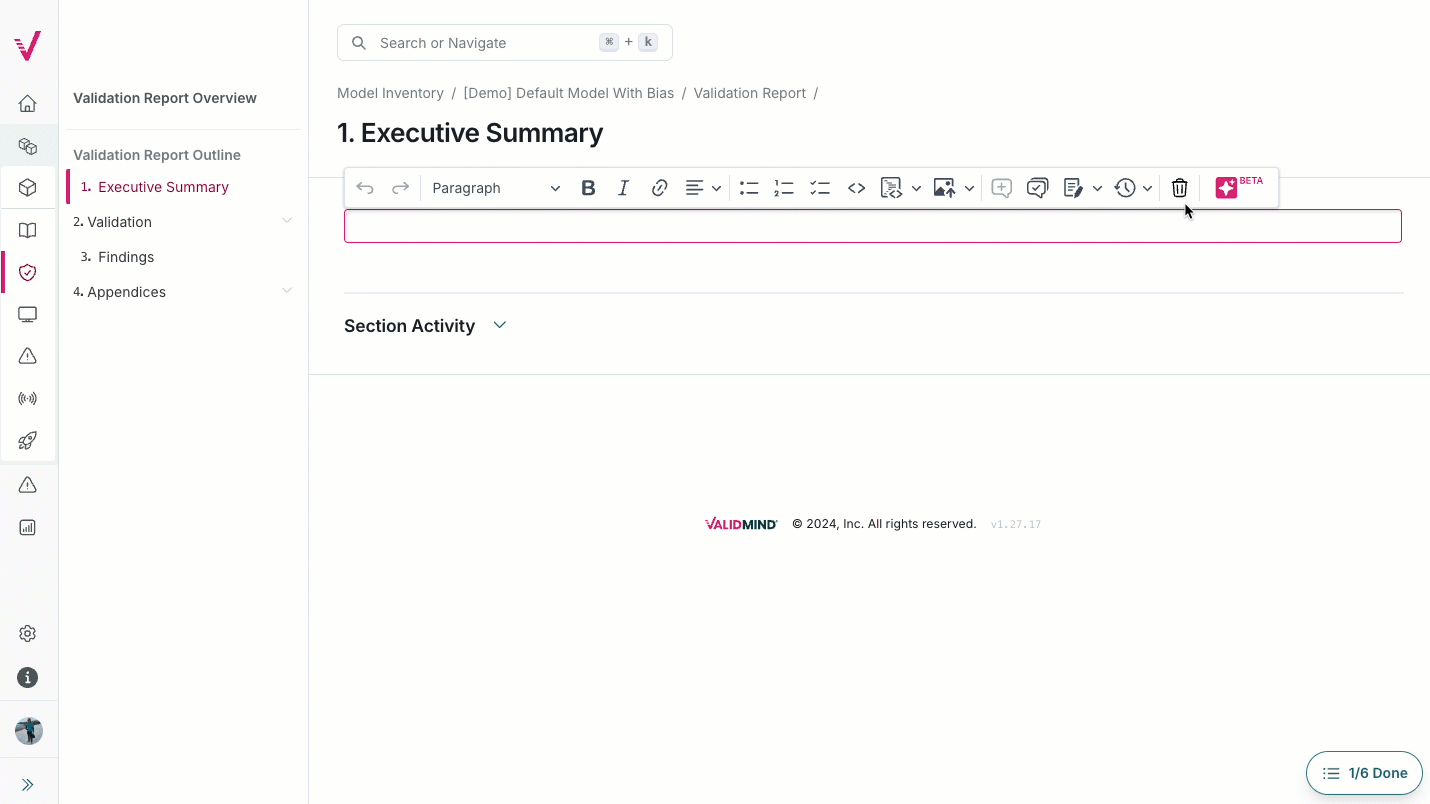 Search or Navigate ⌘ + k
Validation Report Overview
Validation Report Outline
1. Executive Summary
2. Validation
3. Findings
4. Appendices
Model Inventory / [Demo] Default Model With Bias / Validation Report /
1. Executive Summary
Paragraph
BETA
Section Activity
VALIDMIND © 2024, Inc. All rights reserved. v1.27.17
1/6 Done